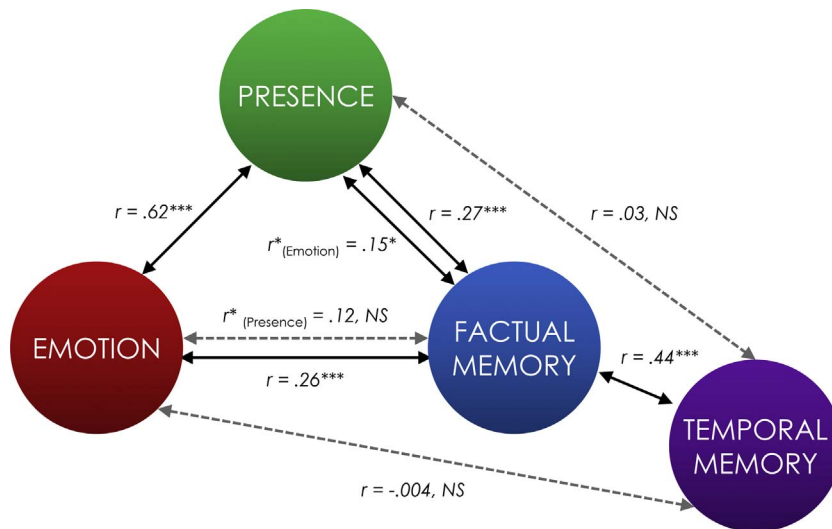 PRESENCE
r = .62***
r = .27***
r = .03, NS
r*(Emotion) = .15*
r* (Presence) = .12, NS
EMOTION
FACTUAL
MEMORY
r = .44***
r = .26***
TEMPORAL
MEMORY
r = -.004, NS